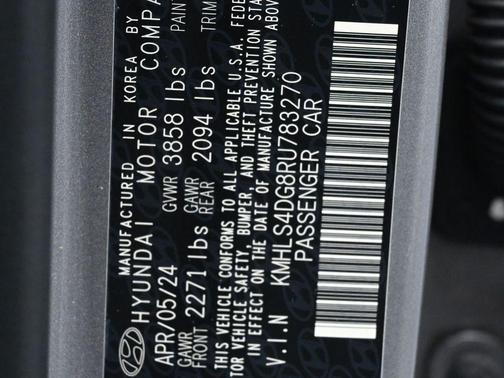 MANUFACTURED IN KOREA BY
HYUNDAI MOTOR COMPA
APR/05/24 GVWR 3858 lbs PAINT
GAWR FRONT 2271 lbs GAWR REAR 2094 lbs TRIM
THIS VEHICLE CONFORMS TO ALL APPLICABLE U.S.A. FEDE
TOR VEHICLE SAFETY, BUMPER, AND THEFT PREVENTION STA
IN EFFECT ON THE DATE OF MANUFACTURE SHOWN ABOV
V.I.N KMHLS4DG8RU783270
PASSENGER CAR